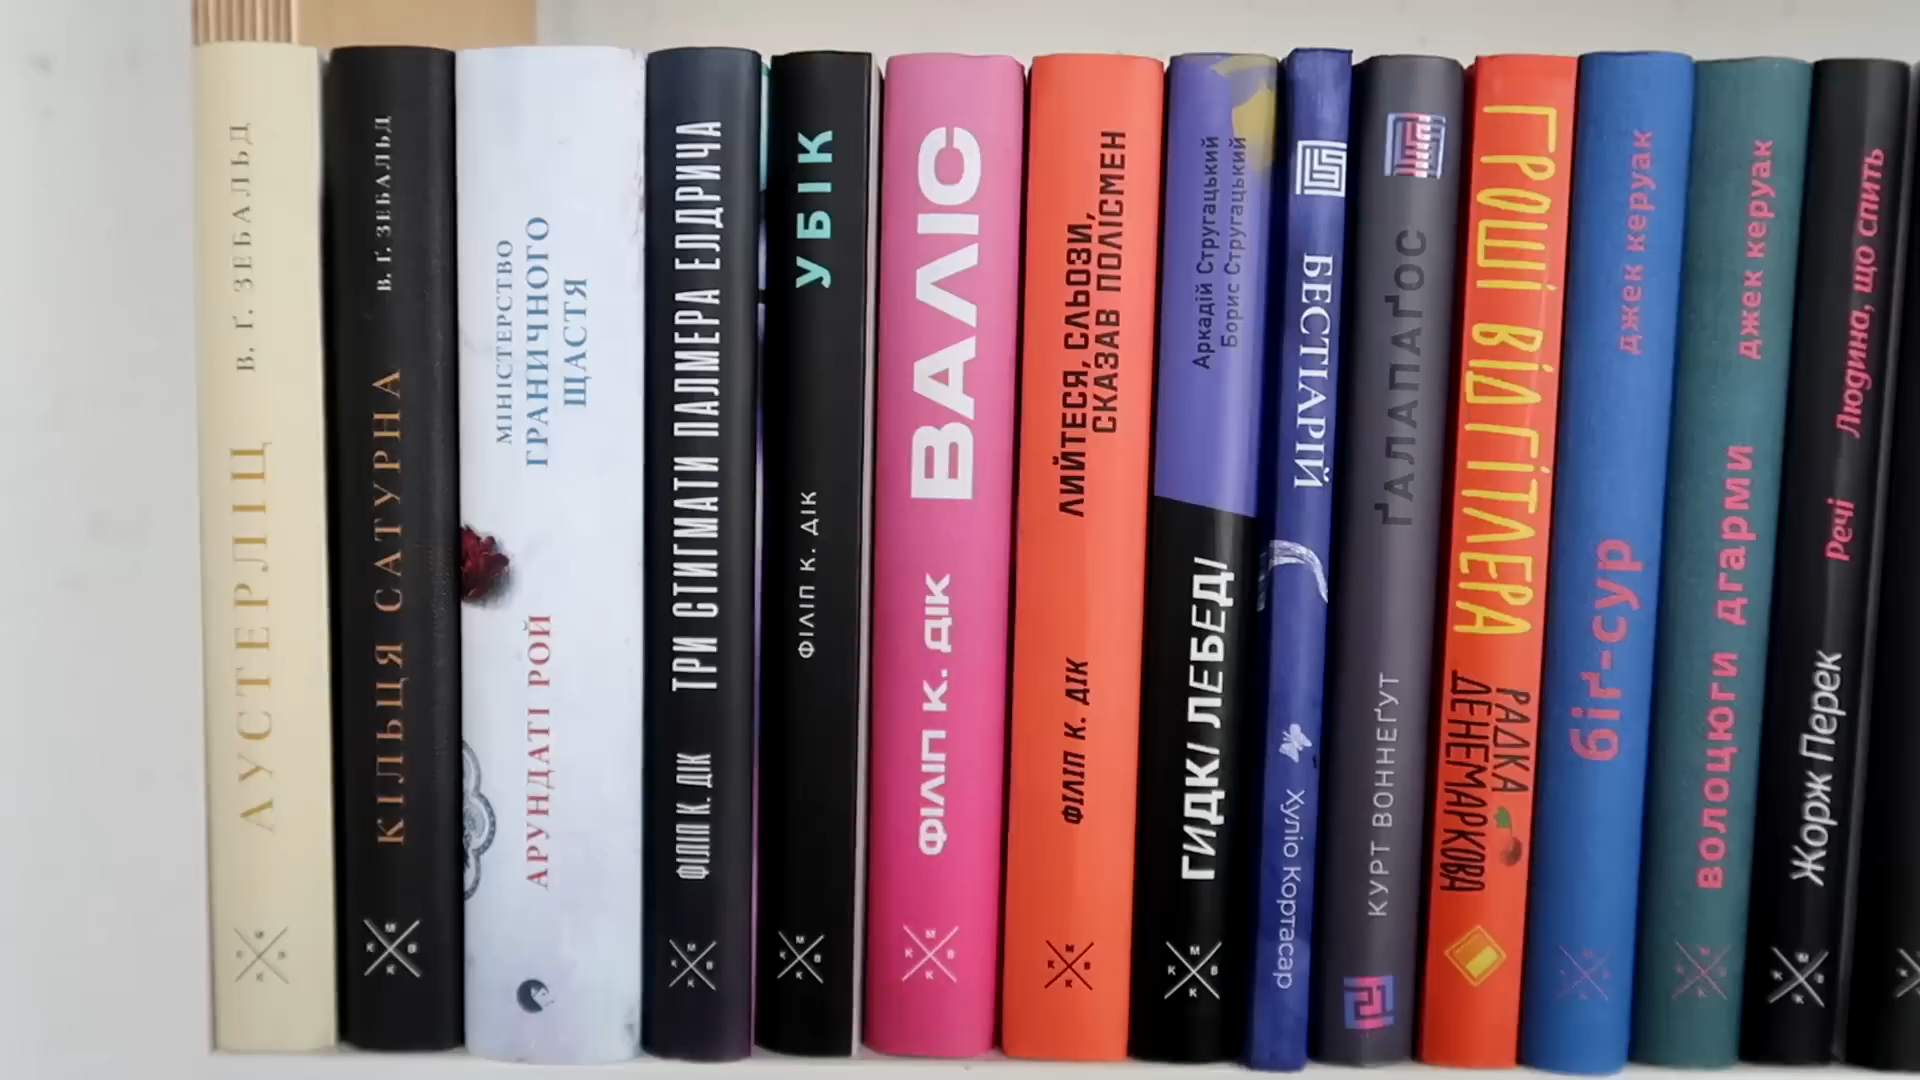 В. Ґ. ЗЕБАЛЬД
АУСТЕРЛІЦ
В. Ґ. ЗЕБАЛЬД
КІЛЬЦЯ САТУРНА
МІНІСТЕРСТВО
ГРАНИЧНОГО
ЩАСТЯ
АРУНДАТІ РОЙ
ТРИ СТИГМАТИ ПАЛМЕРА ЕЛДРИЧА
ФІЛІП К. ДІК
УБІК
ФІЛІП К. ДІК
ВАЛІС
ФІЛІП К. ДІК
ЛИЙТЕСЯ, СЛЬОЗИ,
СКАЗАВ ПОЛІСМЕН
ФІЛІП К. ДІК
Аркадій Стругацький
Борис Стругацький
ГИДКІ ЛЕБЕДІ
БЕСТІАРІЙ
Хуліо Кортасар
ҐАЛАПАҐОС
КУРТ ВОННЕҐУТ
ГРОШІ ВІД ГІТЛЕРА
РАДКА
ДЕНЕМАРКОВА
джек керуак
біґ-сур
джек керуак
волоцюги дгарми
Жорж Перек
Речі
Людина, що спить